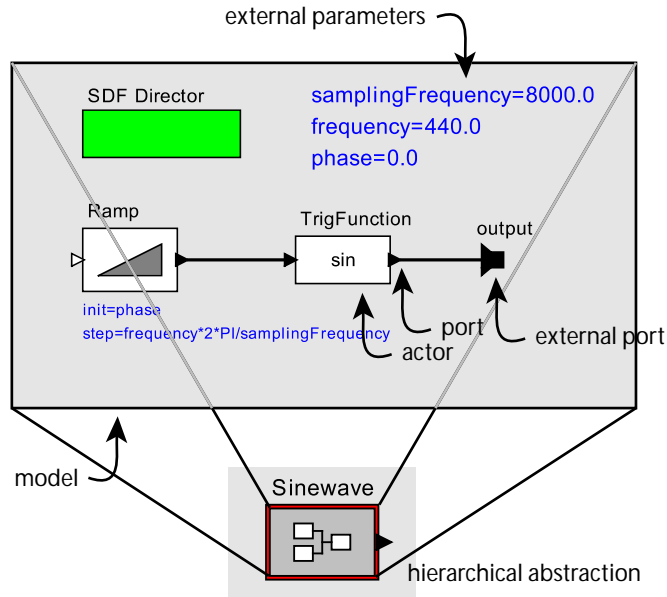 external parameters
SDF Director
samplingFrequency=8000.0
frequency=440.0
phase=0.0
Ramp
TrigFunction
output
sin
init=phase
step=frequency*2*PI/samplingFrequency
port
external port
actor
model
Sinewave
hierarchical abstraction